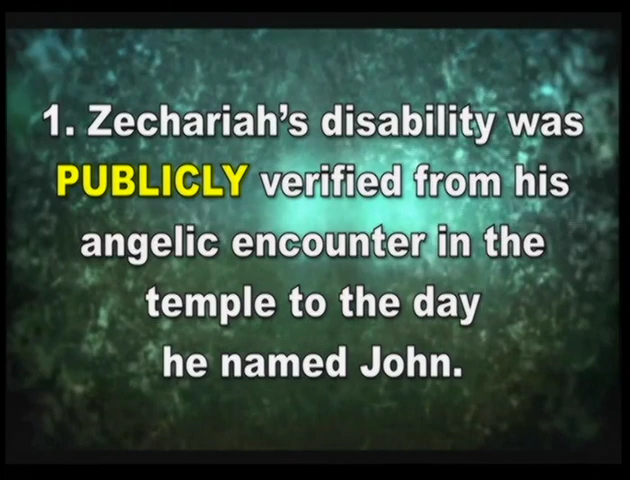 1. Zechariah's disability was
PUBLICLY verified from his
angelic encounter in the
temple to the day
he named John.